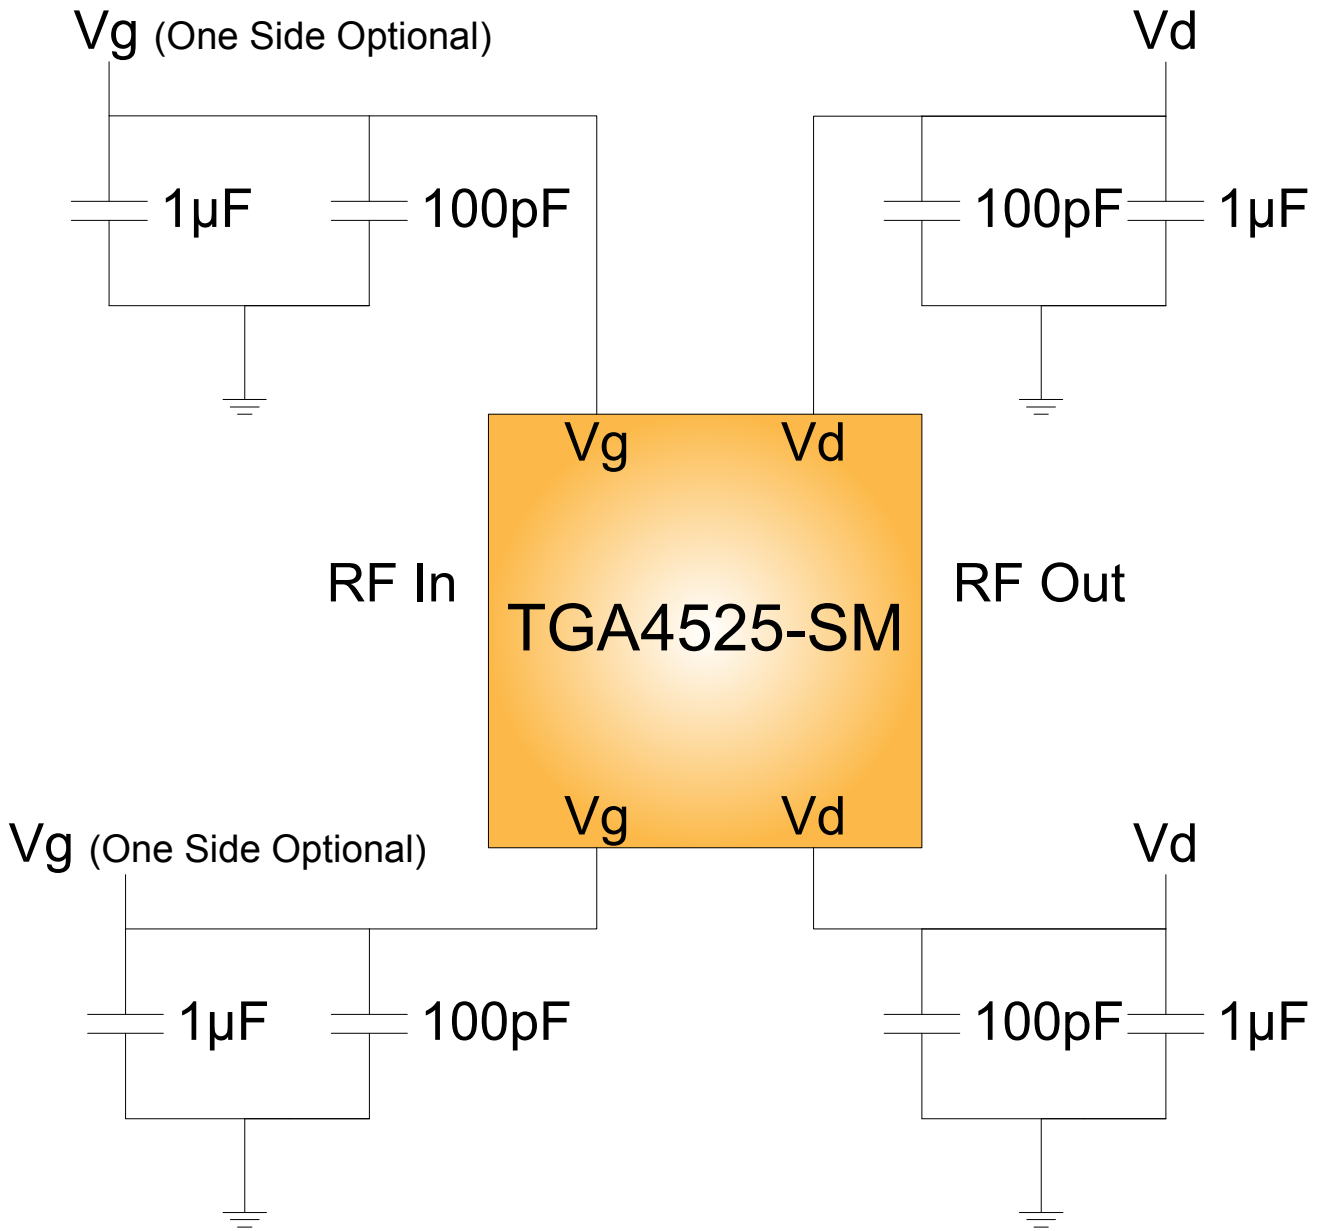 Vg (One Side Optional)
Vd
1µF
100pF
100pF
1µF
Vg
Vd
RF In
RF Out
TGA4525-SM
Vg
Vd
Vg (One Side Optional)
Vd
1µF
100pF
100pF
1µF